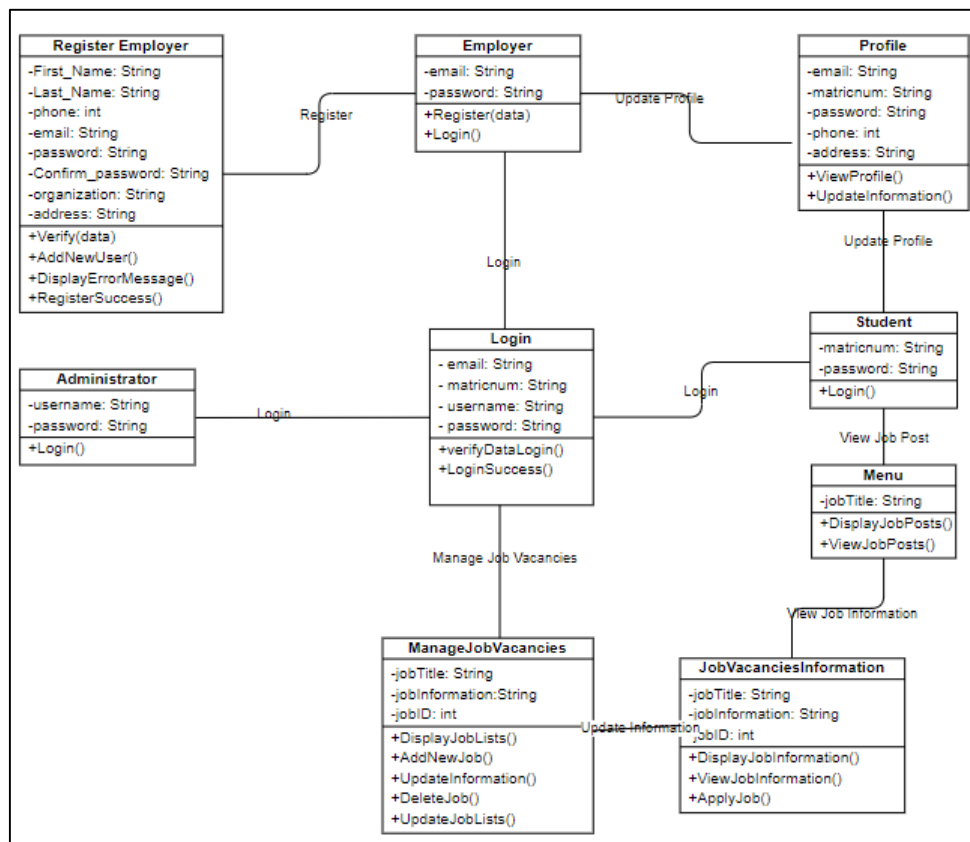 Register Employer
-First_Name: String
-Last_Name: String
-phone: int
-email: String
-password: String
-Confirm_password: String
-organization: String
-address: String
+Verify(data)
+AddNewUser()
+DisplayErrorMessage()
+RegisterSuccess()
Register
Employer
-email: String
-password: String
+Register(data)
+Login()
Update Profile
Profile
-email: String
-matricnum: String
-password: String
-phone: int
-address: String
+ViewProfile()
+UpdateInformation()
Update Profile
Login
Administrator
-username: String
-password: String
+Login()
Login
Login
- email: String
- matricnum: String
- username: String
- password: String
+verifyDataLogin()
+LoginSuccess()
Login
Student
-matricnum: String
-password: String
+Login()
View Job Post
Menu
-jobTitle: String
+DisplayJobPosts()
+ViewJobPosts()
View Job Information
Manage Job Vacancies
ManageJobVacancies
-jobTitle: String
-jobInformation:String
-jobID: int
+DisplayJobLists()
+AddNewJob()
+UpdateInformation()
+DeleteJob()
+UpdateJobLists()
Update Information
JobVacanciesInformation
-jobTitle: String
-jobInformation: String
jobID: int
+DisplayJobInformation()
+ViewJobInformation()
+ApplyJob()